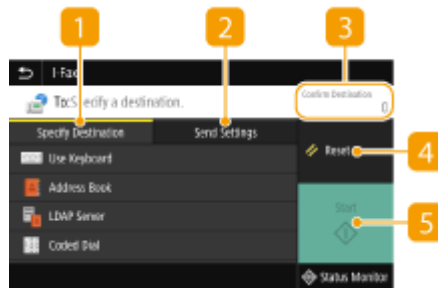 1
2
3
I-Fax
To:S ecify a destination.
Confirm Destination
0
Specify Destination
Send Settings
Use Keyboard
Reset
4
Address Book
LDAP Server
Start
5
Coded Dial
Status Monitor